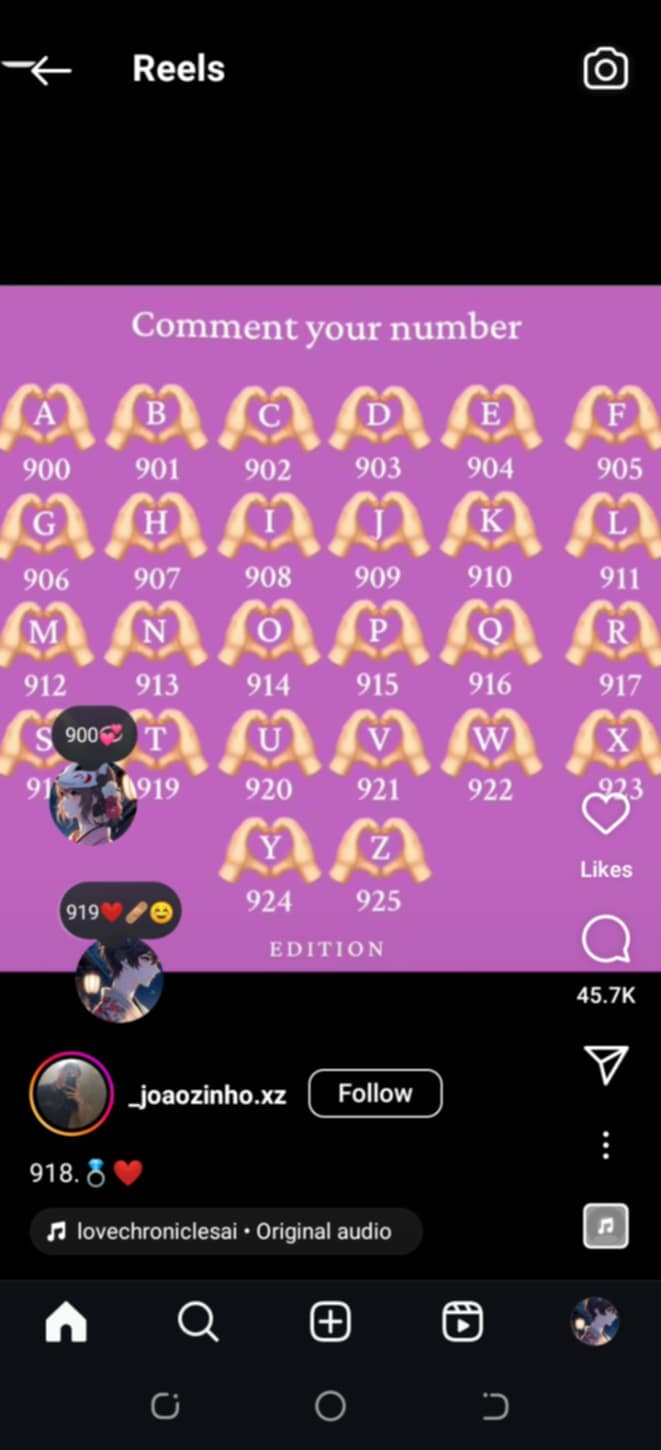 Reels
Comment your number
A B C D E F
900 901 902 903 904 905
G H I J K L
906 907 908 909 910 911
M N O P Q R
912 913 914 915 916 917
S 900💞 T U V W X
91 919 920 921 922 923
Y Z
924 925
Likes
919❤️🩹😊
EDITION
45.7K
_joaozinho.xz Follow
918.💍❤️
lovechroniclesai • Original audio